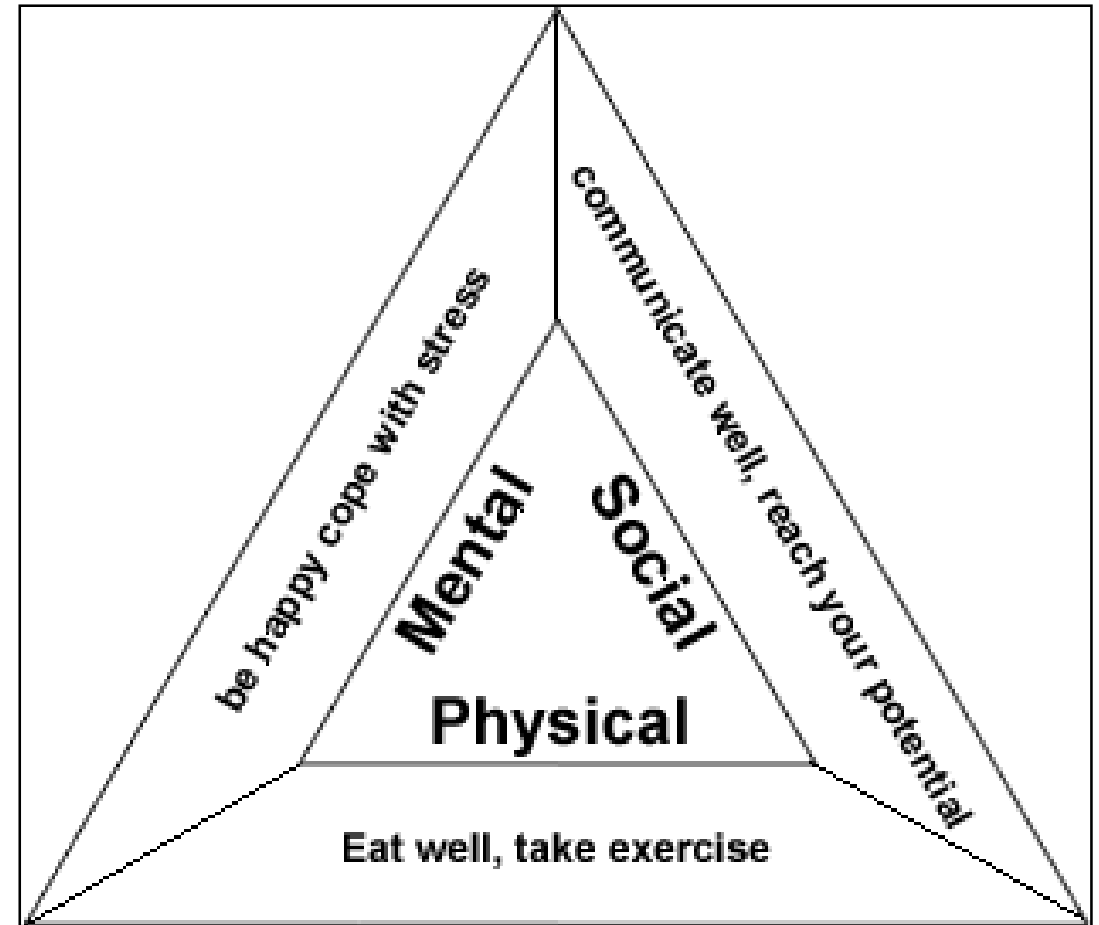 be happy cope with stress
communicate well, reach your potential
Mental
Social
Physical
Eat well, take exercise